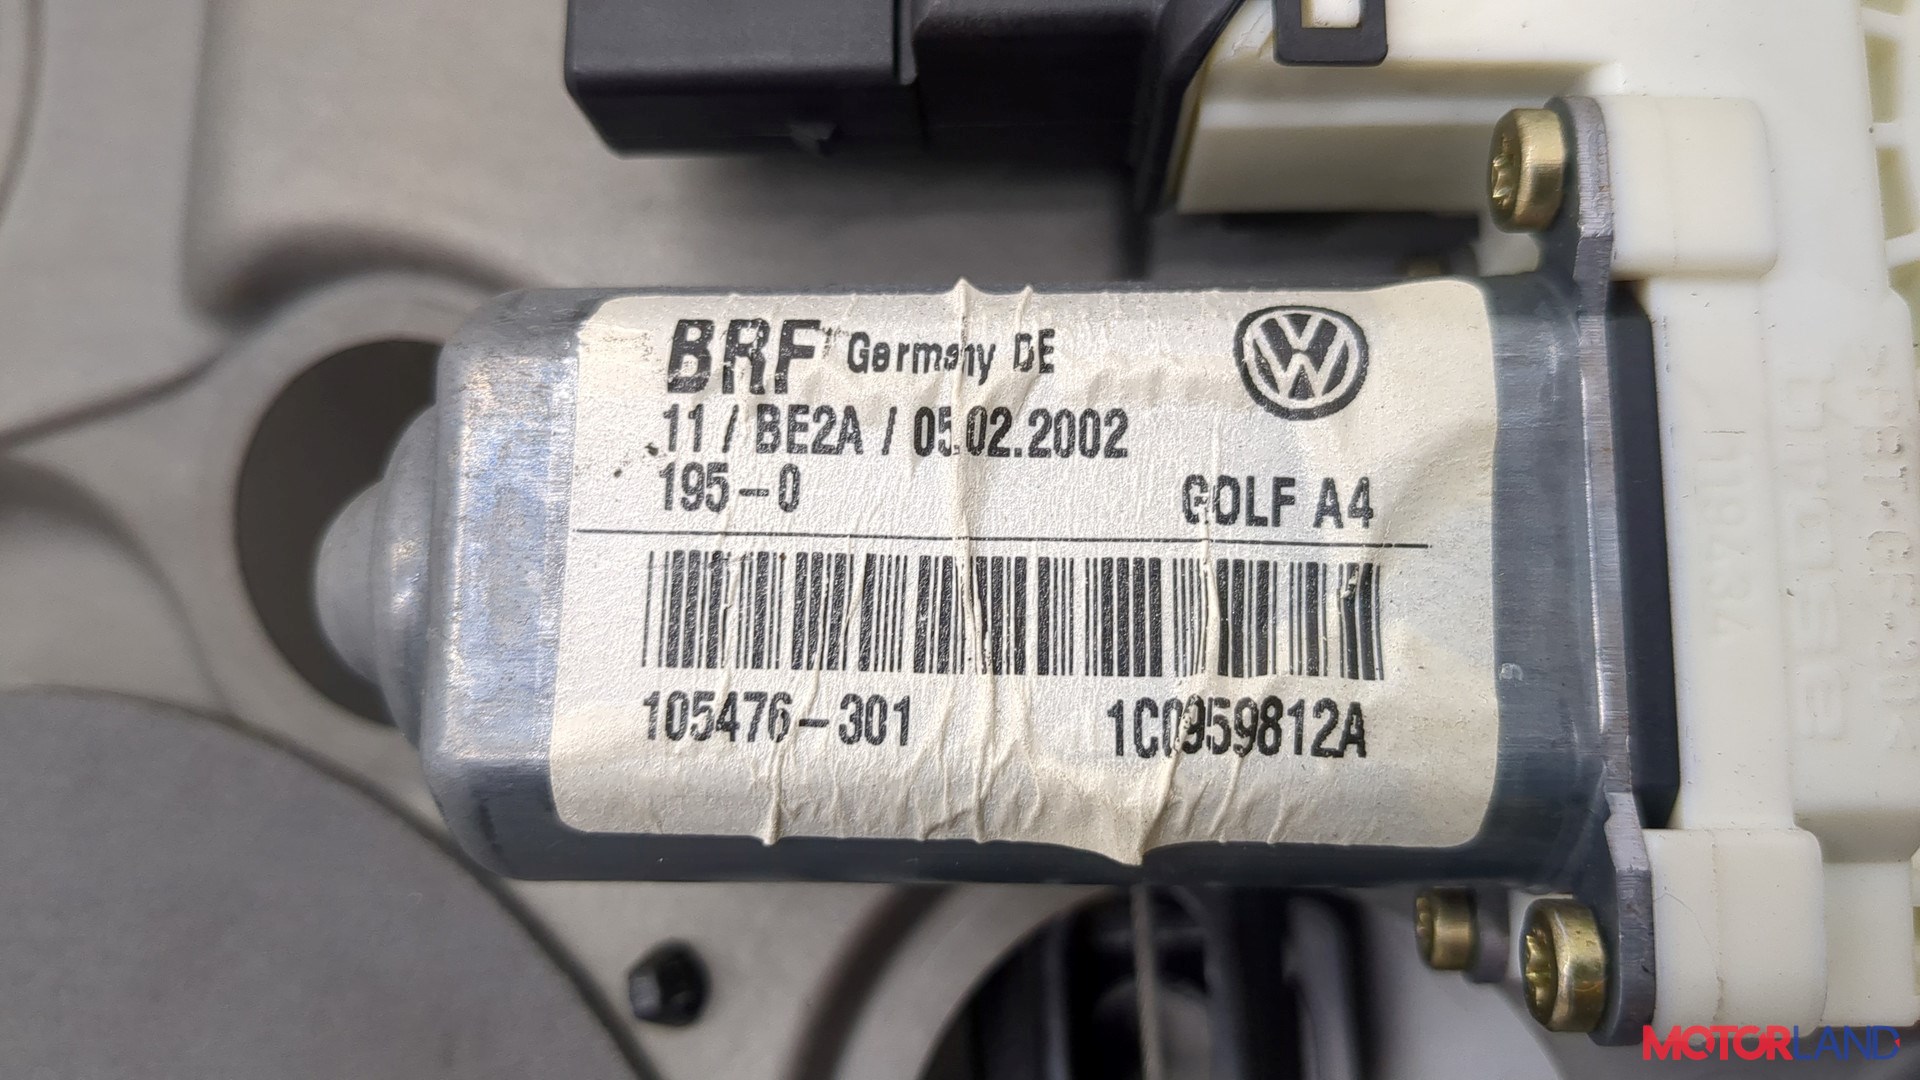 BRF Germany DE
11 / BE2A / 05.02.2002
195-0
GOLF A4
105476-301
1C0959812A
MOTORLAND